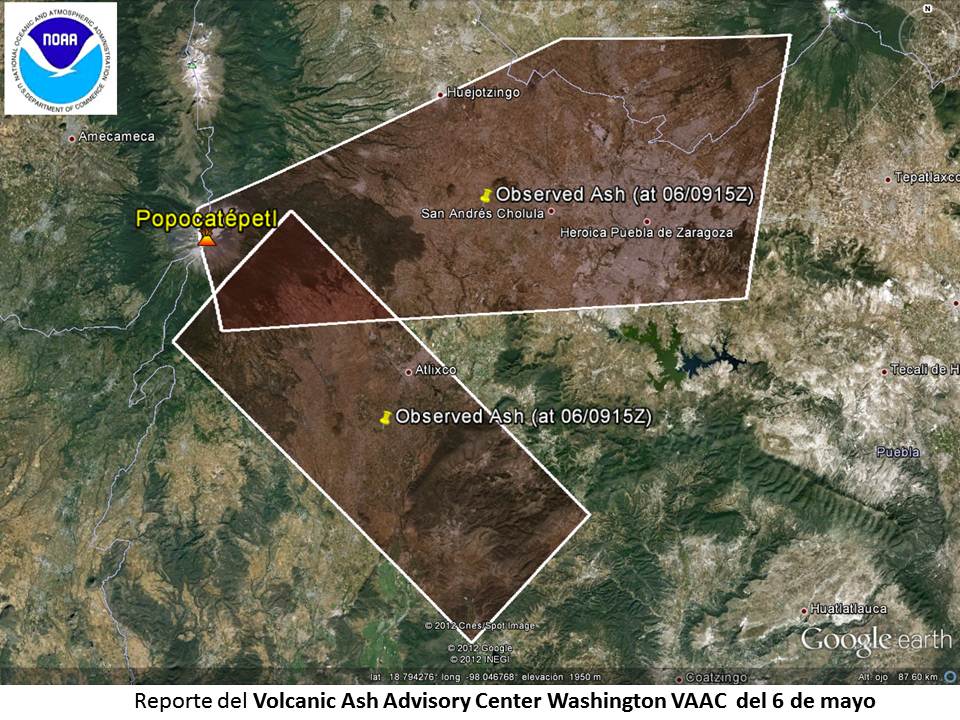 NATIONAL OCEANIC AND ATMOSPHERIC ADMINISTRATION
NOAA
U.S. DEPARTMENT OF COMMERCE
N
Huejotzingo
Amecameca
Tepatlaxco
Observed Ash (at 06/0915Z)
Popocatépetl
San Andrés Cholula
Heroica Puebla de Zaragoza
Atlixco
Tecali de H
Observed Ash (at 06/0915Z)
Puebla
Huatlatlauca
© 2012 Cnes/Spot Image
Google earth
© 2012 Google
© 2012 INEGI
lat 18.794276° long -98.046768° elevación 1950 m
Coatzingo
Alt. ojo 87.60 km
Reporte del Volcanic Ash Advisory Center Washington VAAC del 6 de mayo